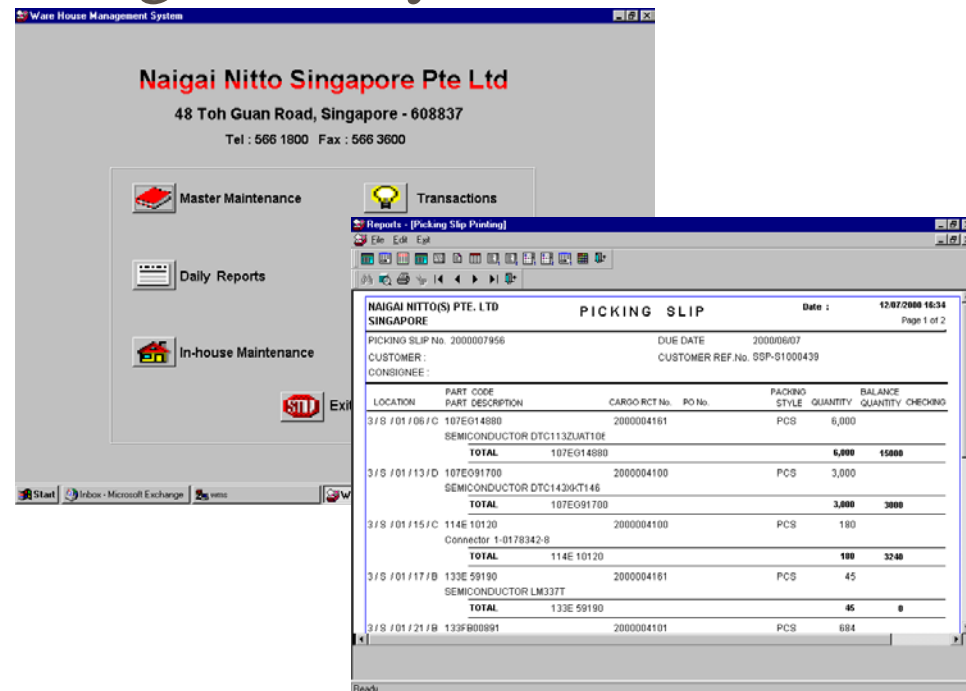 Ware House Management System
Naigai Nitto Singapore Pte Ltd
48 Toh Guan Road, Singapore - 608837
Tel : 566 1800 Fax : 566 3600
Master Maintenance
Transactions
Daily Reports
In-house Maintenance
STOP
Exit
Start
Inbox - Microsoft Exchange
wms
Reports - [Picking Slip Printing]
File Edit Exit
NAIGAI NITTO(S) PTE. LTD PICKING SLIP Date : 12/07/2000 16:34
SINGAPORE Page 1 of 2
PICKING SLIP No. 2000007956 DUE DATE 2000/06/07
CUSTOMER : CUSTOMER REF.No. SSP-S1000439
CONSIGNEE :
PART CODE PACKING BALANCE
LOCATION PART DESCRIPTION CARGO RCT No. PO No. STYLE QUANTITY QUANTITY CHECKING
3 / S / 01 / 06 / C 107EG14880 2000004161 PCS 6,000
SEMICONDUCTOR DTC113ZUAT106
TOTAL 107EG14880 6,000 15000
3 / S / 01 / 13 / D 107EG91700 2000004100 PCS 3,000
SEMICONDUCTOR
TOTAL 107EG91700 3,000 3000
3 / S / 01 / 15 / C 114E 10120 2000004100 PCS 180
Connector 1-0178342-8
TOTAL 114E 10120 180 3240
3 / S / 01 / 17 / B 133E 59190 2000004161 PCS 45
SEMICONDUCTOR LM337T
TOTAL 133E 59190 45 0
3 / S / 01 / 21 / B 133FB00891 2000004101 PCS 684
Ready